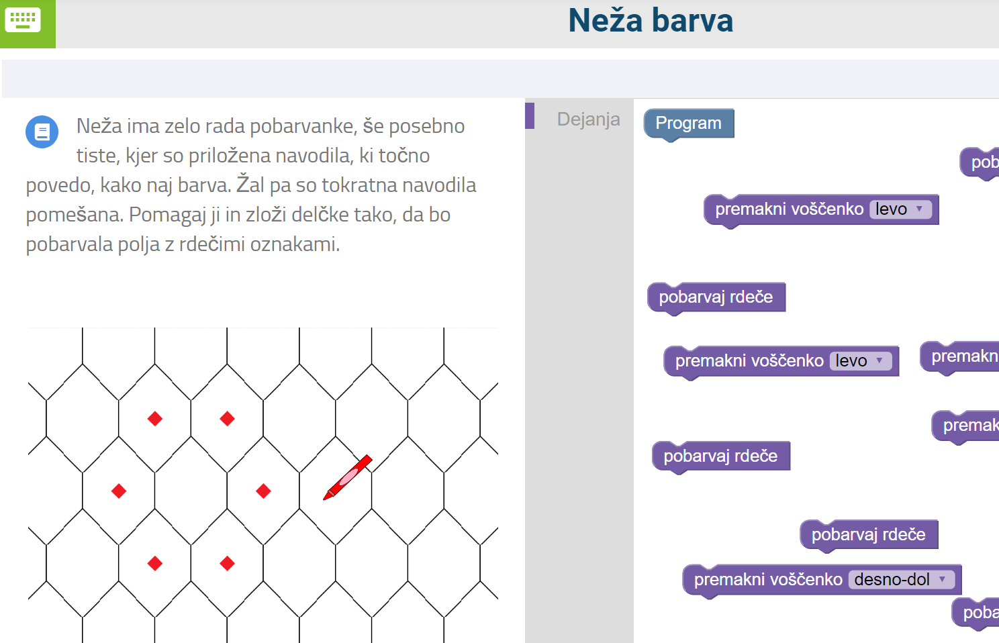 Neža barva
Neža ima zelo rada pobarvanke, še posebno
tiste, kjer so priložena navodila, ki točno
povedo, kako naj barva. Žal pa so tokratna navodila
pomešana. Pomagaj ji in zloži delčke tako, da bo
pobarvala polja z rdečimi oznakami.
Dejanja
Program
pob
premakni voščenko levo
pobarvaj rdeče
premakni voščenko levo
premakn
premak
pobarvaj rdeče
pobarvaj rdeče
premakni voščenko desno-dol
poba